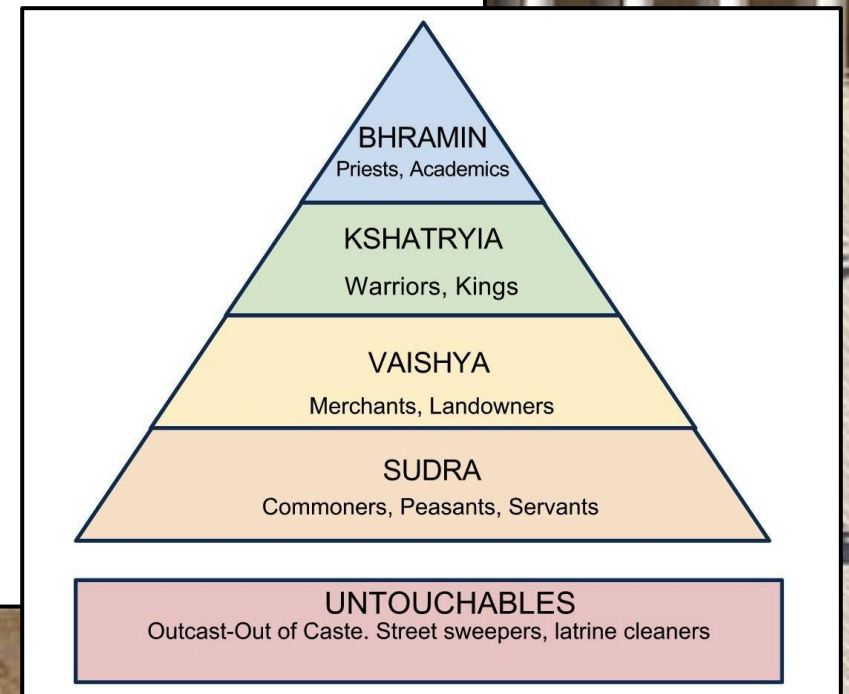 BHRAMIN
Priests, Academics
KSHATRYIA
Warriors, Kings
VAISHYA
Merchants, Landowners
SUDRA
Commoners, Peasants, Servants
UNTOUCHABLES
Outcast-Out of Caste. Street sweepers, latrine cleaners